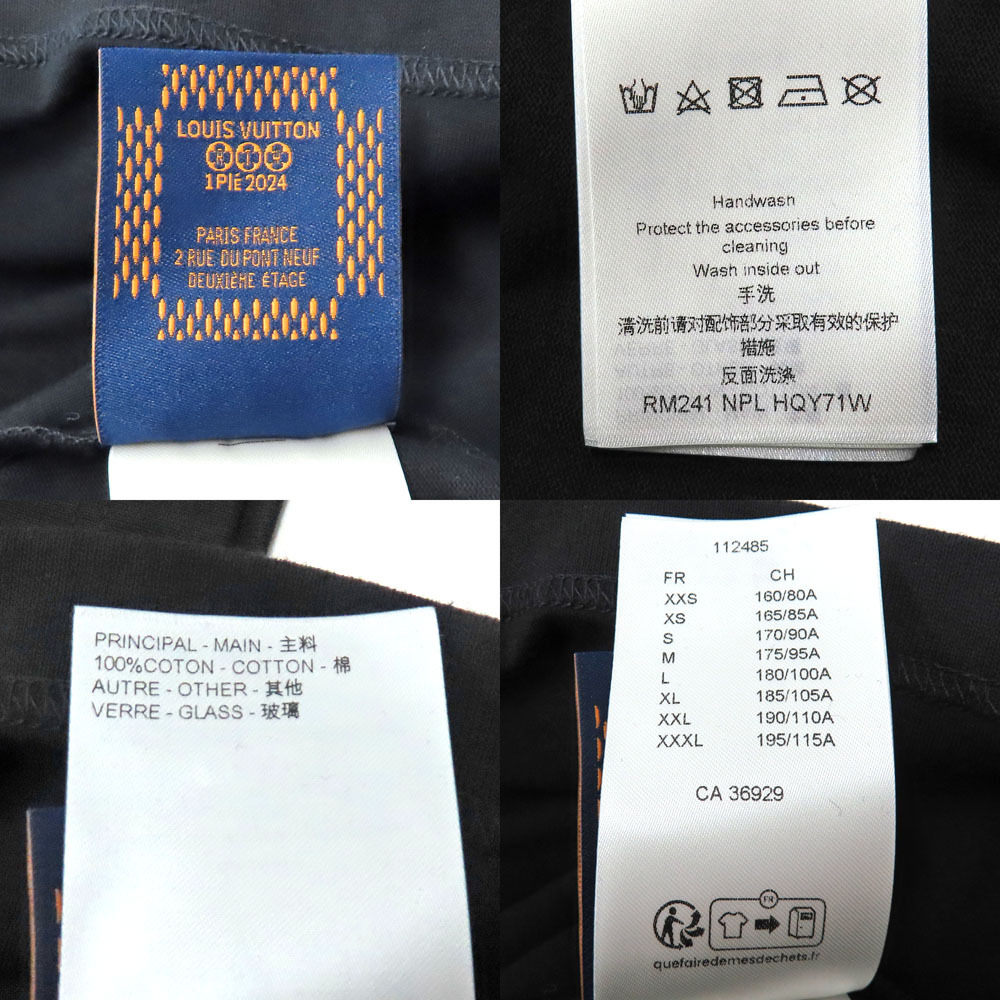 LOUIS VUITTON
1 Plé 2024
PARIS FRANCE
2 RUE DU PONT NEUF
DEUXIÈME ÉTAGE
Handwash
Protect the accessories before
cleaning
Wash inside out
手洗
清洗前请对配饰部分采取有效的保护
措施
反面洗涤
RM241 NPL HQY71W
PRINCIPAL - MAIN - 主料
100%COTON - COTTON - 棉
AUTRE - OTHER - 其他
VERRE - GLASS - 玻璃
112485
FR CH
XXS 160/80A
XS 165/85A
S 170/90A
M 175/95A
L 180/100A
XL 185/105A
XXL 190/110A
XXXL 195/115A
CA 36929
FR
quefairedemesdechets.fr